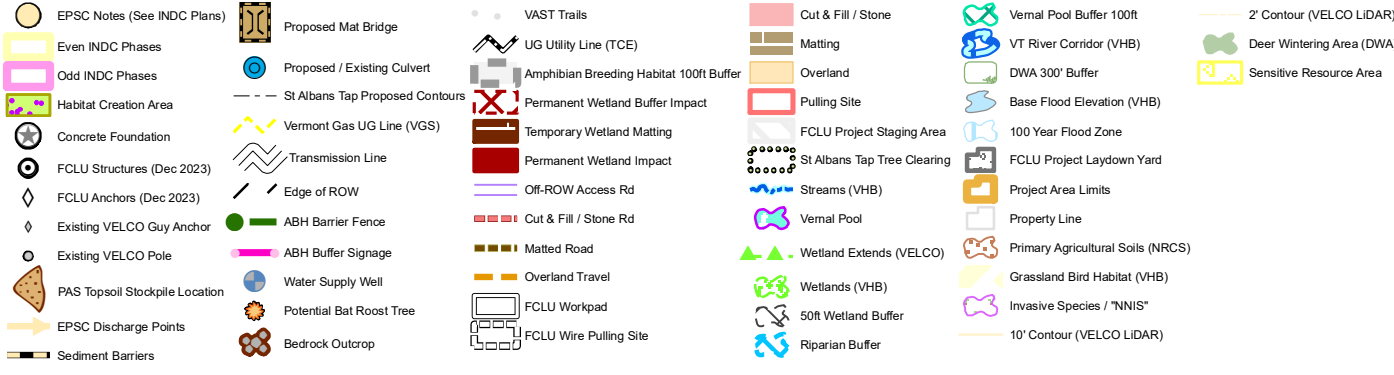 EPSC Notes (See INDC Plans)
Even INDC Phases
Odd INDC Phases
Habitat Creation Area
Concrete Foundation
FCLU Structures (Dec 2023)
FCLU Anchors (Dec 2023)
Existing VELCO Guy Anchor
Existing VELCO Pole
PAS Topsoil Stockpile Location
EPSC Discharge Points
Sediment Barriers
Proposed Mat Bridge
Proposed / Existing Culvert
St Albans Tap Proposed Contours
Vermont Gas UG Line (VGS)
Transmission Line
Edge of ROW
ABH Barrier Fence
ABH Buffer Signage
Water Supply Well
Potential Bat Roost Tree
Bedrock Outcrop
VAST Trails
UG Utility Line (TCE)
Amphibian Breeding Habitat 100ft Buffer
Permanent Wetland Buffer Impact
Temporary Wetland Matting
Permanent Wetland Impact
Off-ROW Access Rd
Cut & Fill / Stone Rd
Matted Road
Overland Travel
FCLU Workpad
FCLU Wire Pulling Site
Cut & Fill / Stone
Matting
Overland
Pulling Site
FCLU Project Staging Area
St Albans Tap Tree Clearing
Streams (VHB)
Vernal Pool
Wetland Extends (VELCO)
Wetlands (VHB)
50ft Wetland Buffer
Riparian Buffer
Vernal Pool Buffer 100ft
VT River Corridor (VHB)
DWA 300' Buffer
Base Flood Elevation (VHB)
100 Year Flood Zone
FCLU Project Laydown Yard
Project Area Limits
Property Line
Primary Agricultural Soils (NRCS)
Grassland Bird Habitat (VHB)
Invasive Species / "NNIS"
10' Contour (VELCO LiDAR)
2' Contour (VELCO LiDAR)
Deer Wintering Area (DWA
Sensitive Resource Area